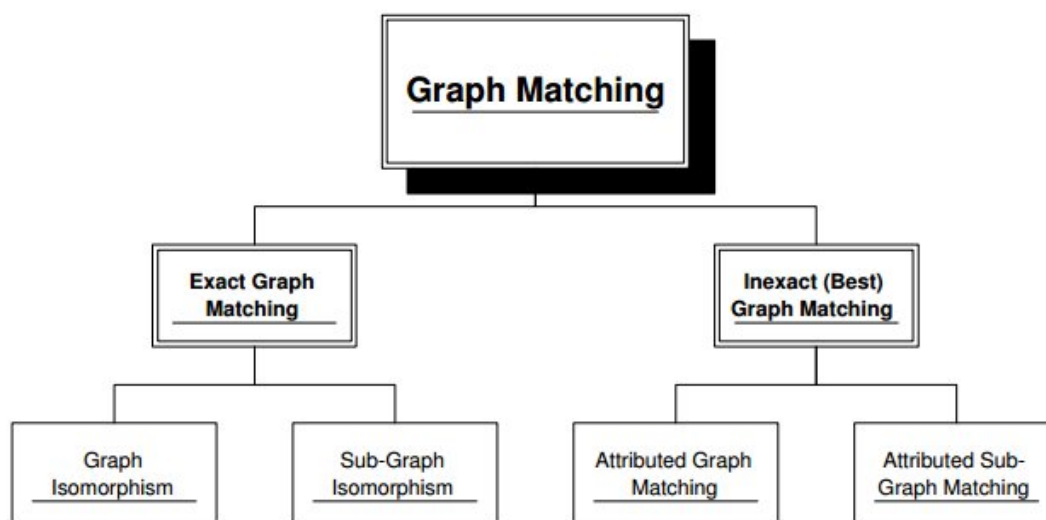 Graph Matching
Exact Graph
Matching
Inexact (Best)
Graph Matching
Graph
Isomorphism
Sub-Graph
Isomorphism
Attributed Graph
Matching
Attributed Sub-
Graph Matching